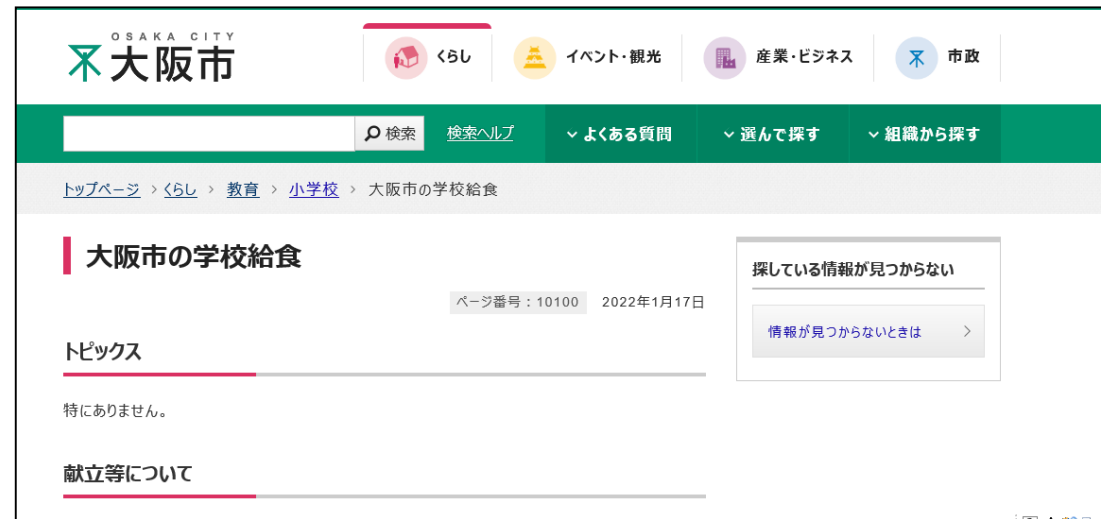 OSAKA CITY
大阪市
くらし
イベント・観光
産業・ビジネス
市政
検索
検索ヘルプ
よくある質問
選んで探す
組織から探す
トップページ > くらし > 教育 > 小学校 > 大阪市の学校給食
大阪市の学校給食
ページ番号：10100 2022年1月17日
トピックス
特にありません。
献立等について
探している情報が見つからない
情報が見つからないときは